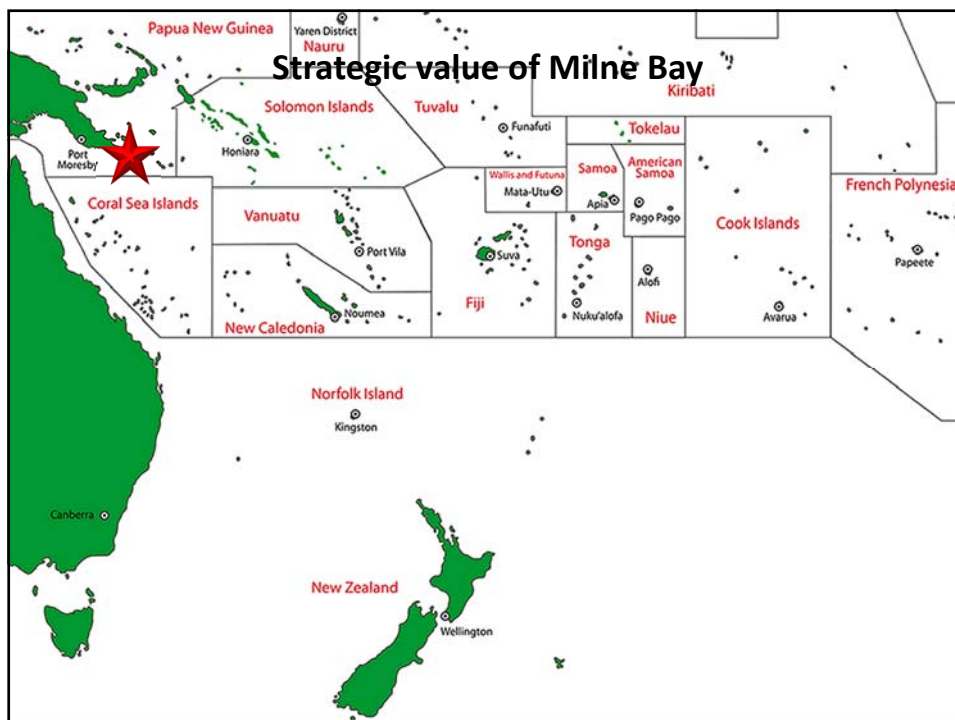 Papua New Guinea
Yaren District
Nauru
Strategic value of Milne Bay
Solomon Islands
Tuvalu
Kiribati
Funafuti
Tokelau
Port
Moresby
Honiara
Wallis and Futuna
Mata-Utu
Samoa
Apia
American
Samoa
Pago Pago
French Polynesia
Coral Sea Islands
Vanuatu
Port Vila
Cook Islands
Papeete
Suva
Fiji
Tonga
Nuku'alofa
Alofi
Niue
Avarua
New Caledonia
Noumea
Norfolk Island
Kingston
Canberra
New Zealand
Wellington